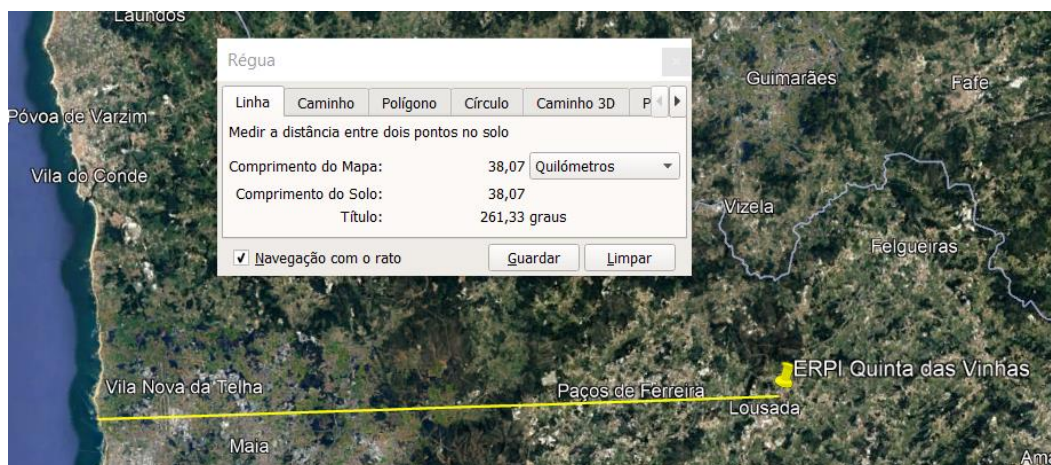 Laundos
Régua
Guimarães
Fafe
Linha Caminho Polígono Círculo Caminho 3D P
Póvoa de Varzim
Medir a distância entre dois pontos no solo
Comprimento do Mapa: 38,07 Quilómetros
Vila do Conde
Comprimento do Solo: 38,07
Título: 261,33 graus
Vizela
Felgueiras
Navegação com o rato Guardar Limpar
ERPI Quinta das Vinhas
Vila Nova da Telha
Paços de Ferreira
Lousada
Maia
Ama